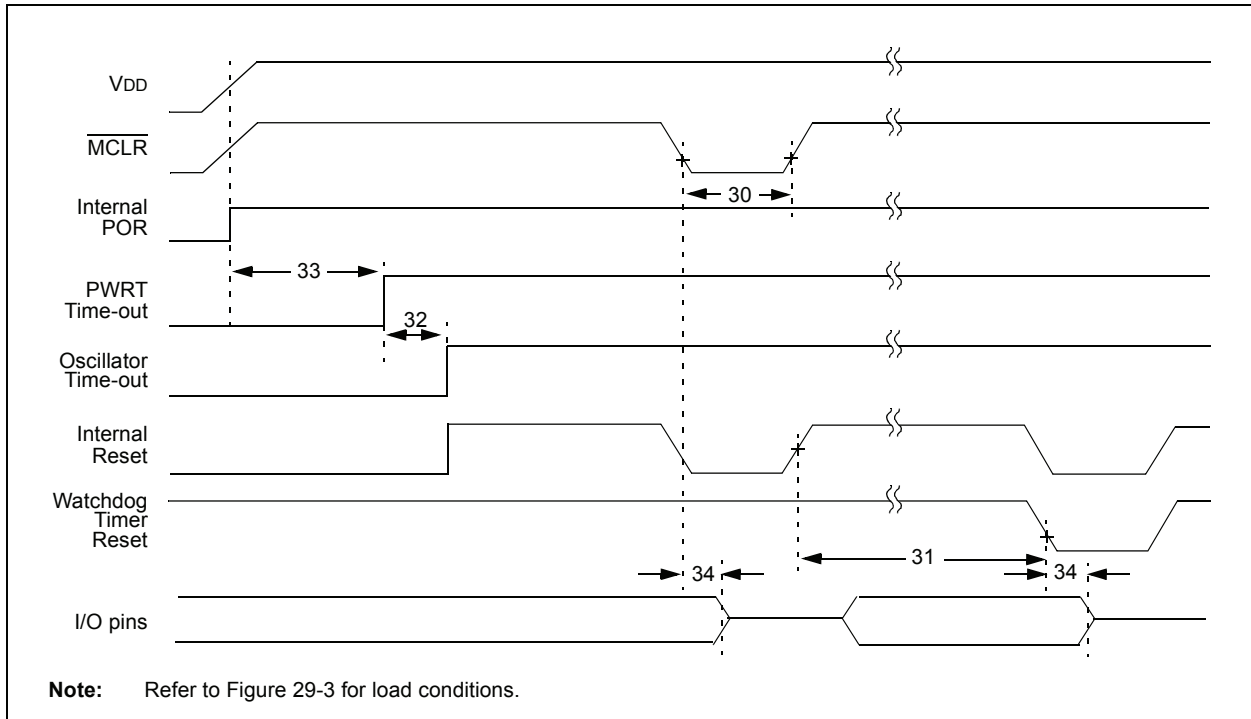 VDD
MCLR
30
Internal
POR
33
PWRT
Time-out
32
Oscillator
Time-out
Internal
Reset
Watchdog
Timer
Reset
31
34
34
I/O pins
Note: Refer to Figure 29-3 for load conditions.